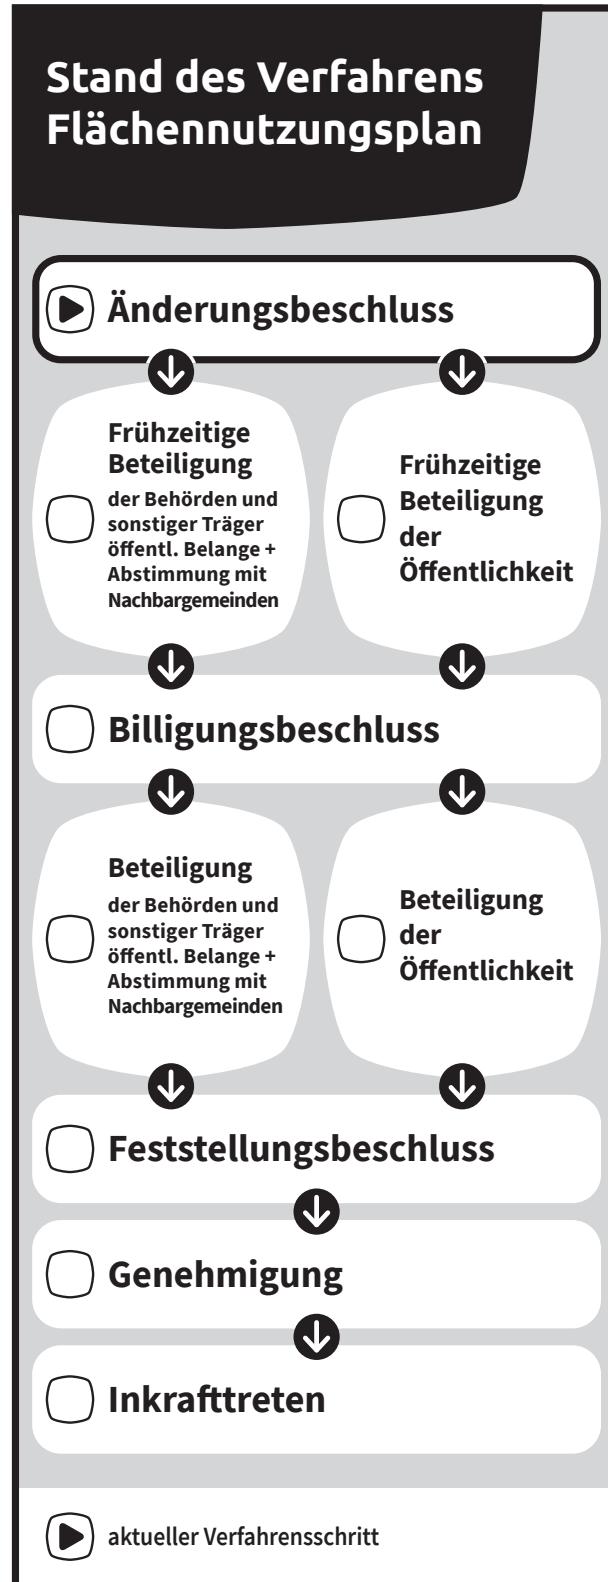 Stand des Verfahrens
Flächennutzungsplan
Änderungsbeschluss
Frühzeitige
Beteiligung
der Behörden und
sonstiger Träger
öffentl. Belange +
Abstimmung mit
Nachbargemeinden
Frühzeitige
Beteiligung
der
Öffentlichkeit
Billigungsbeschluss
Beteiligung
der Behörden und
sonstiger Träger
öffentl. Belange +
Abstimmung mit
Nachbargemeinden
Beteiligung
der
Öffentlichkeit
Feststellungsbeschluss
Genehmigung
Inkrafttreten
aktueller Verfahrensschritt